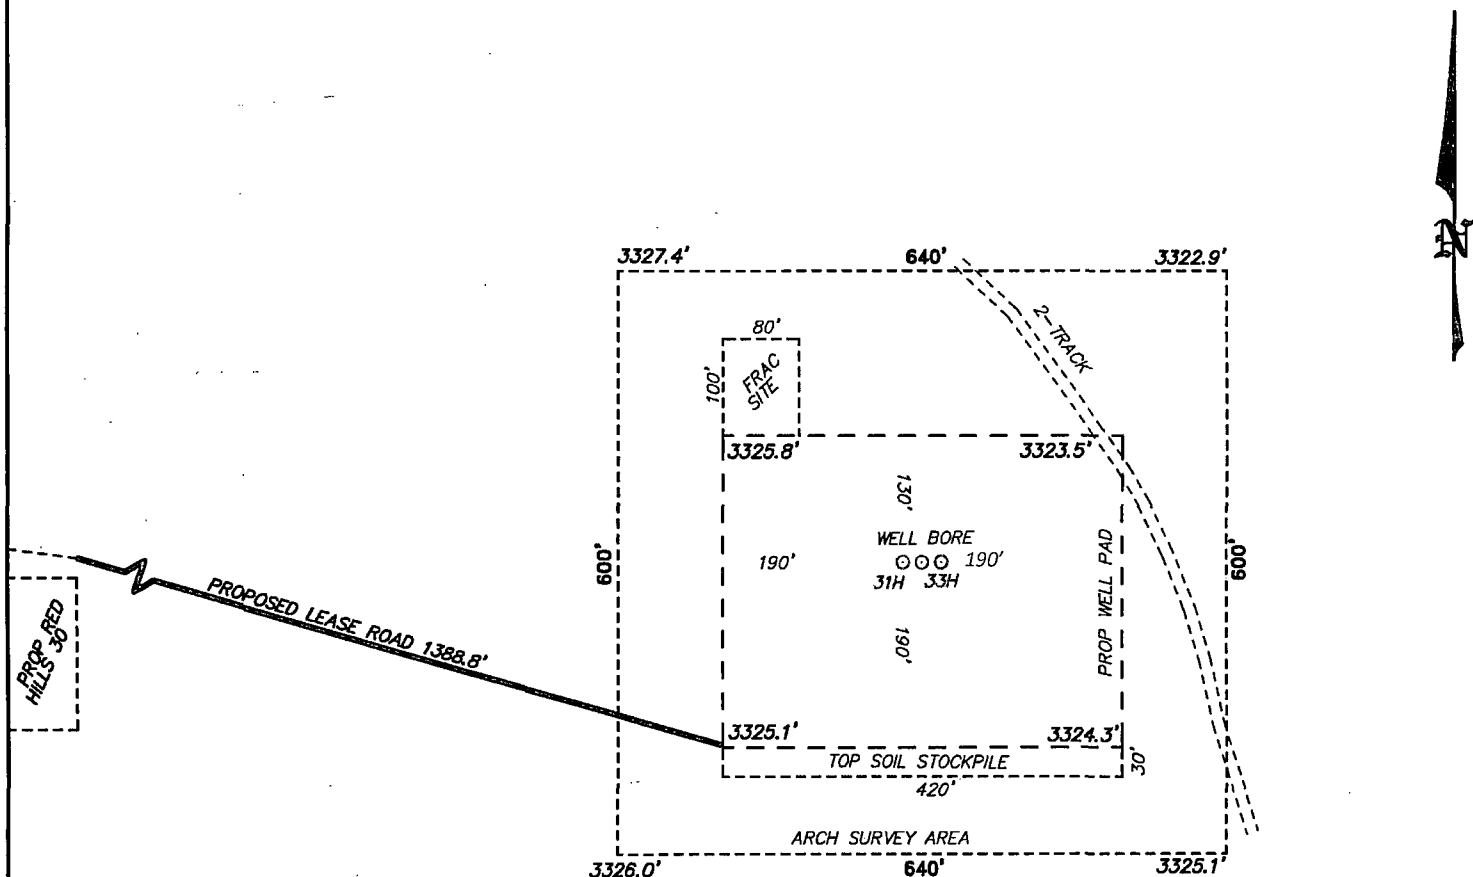 N
3327.4'
640'
3322.9'
2-TRACK
80'
100'
FRAC
SITE
3325.8'
3323.5'
130'
WELL BORE
190'
190'
31H 33H
600'
600'
PROP WELL PAD
PROPOSED LEASE ROAD 1388.8'
PROP RED
HILLS 30
190'
3325.1'
3324.3'
TOP SOIL STOCKPILE
30'
420'
ARCH SURVEY AREA
3326.0'
640'
3325.1'